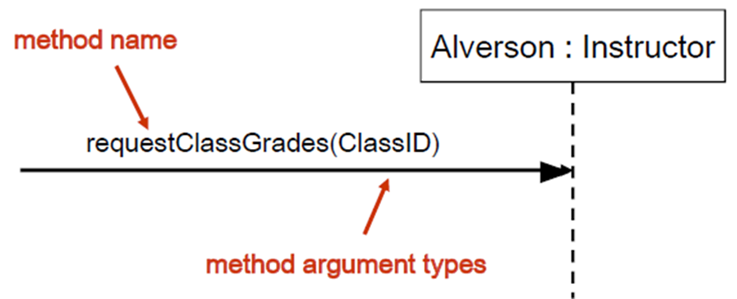 method name
Alverson : Instructor
requestClassGrades(ClassID)
method argument types